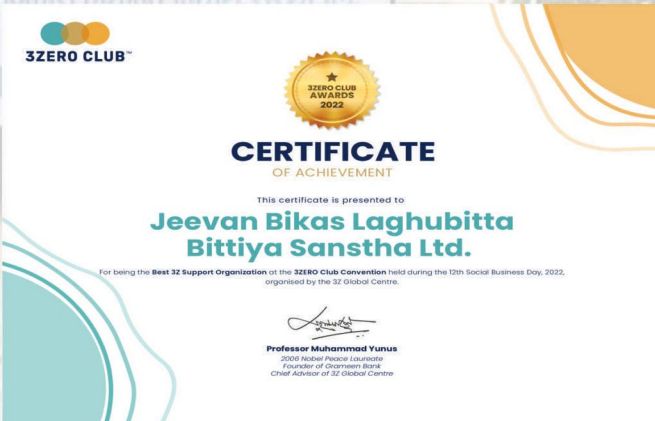 3ZERO CLUB™
3ZERO CLUB
AWARDS
2022
CERTIFICATE
OF ACHIEVEMENT
This certificate is presented to
Jeevan Bikas Laghubitta
Bittiya Sanstha Ltd.
For being the Best 3Z Support Organization at the 3ZERO Club Convention held during the 12th Social Business Day, 2022,
organised by the 3Z Global Centre.
Professor Muhammad Yunus
2006 Nobel Peace Laureate
Founder of Grameen Bank
Chief Advisor of 3Z Global Centre